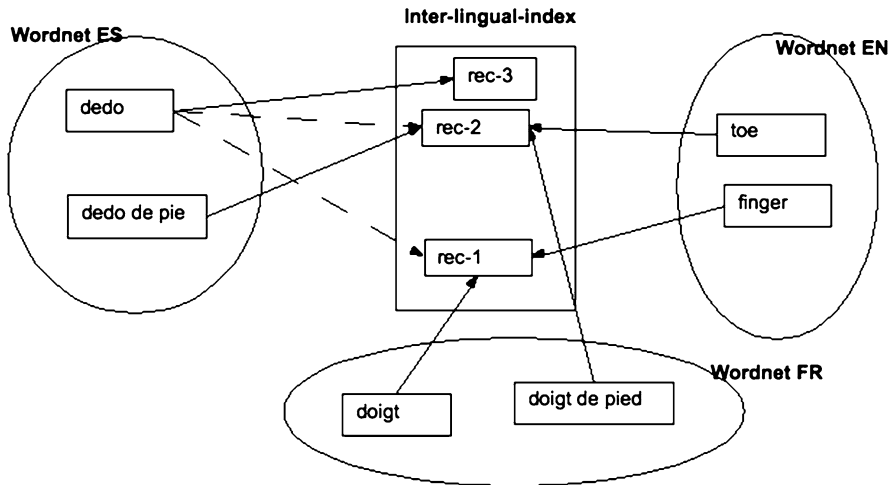 Inter-lingual-index
Wordnet ES
Wordnet EN
rec-3
dedo
rec-2
toe
dedo de pie
finger
rec-1
Wordnet FR
doigt
doigt de pied